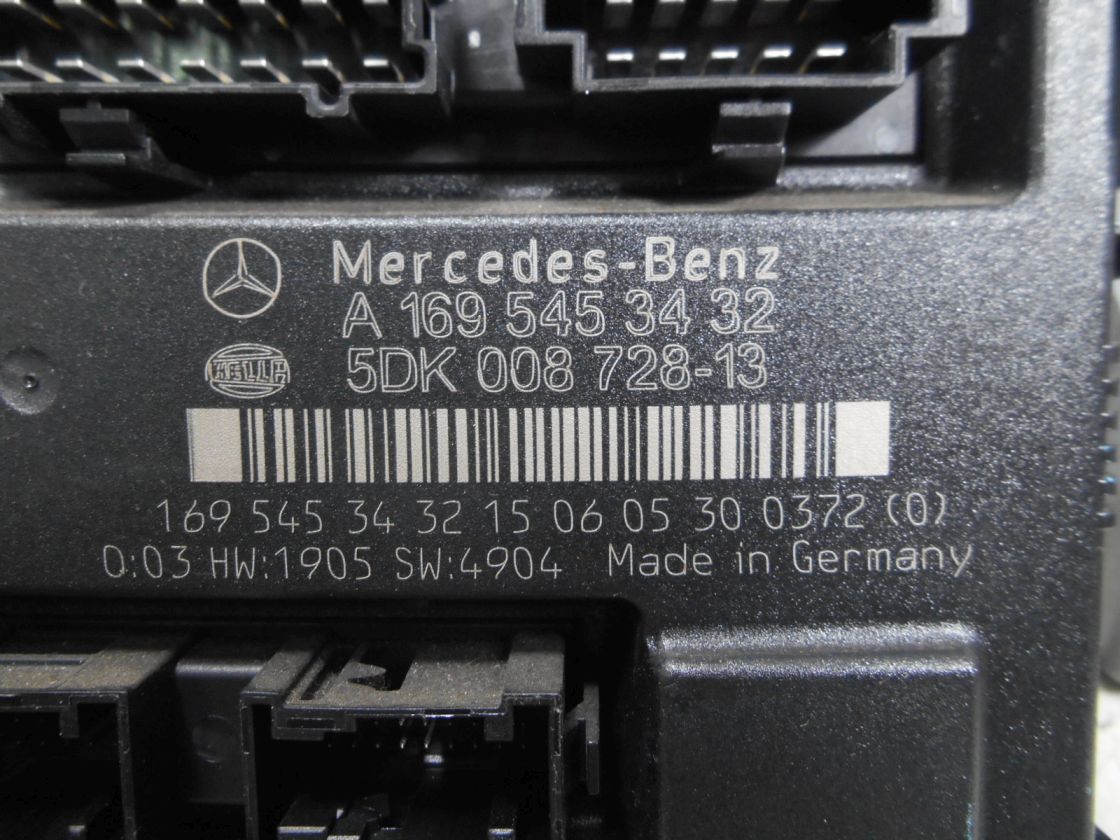 Mercedes-Benz
A 169 545 34 32
HELLA
5DK 008 728-13
169 545 34 32 15 06 05 30 0372 (0)
Q:03 HW:1905 SW:4904 Made in Germany